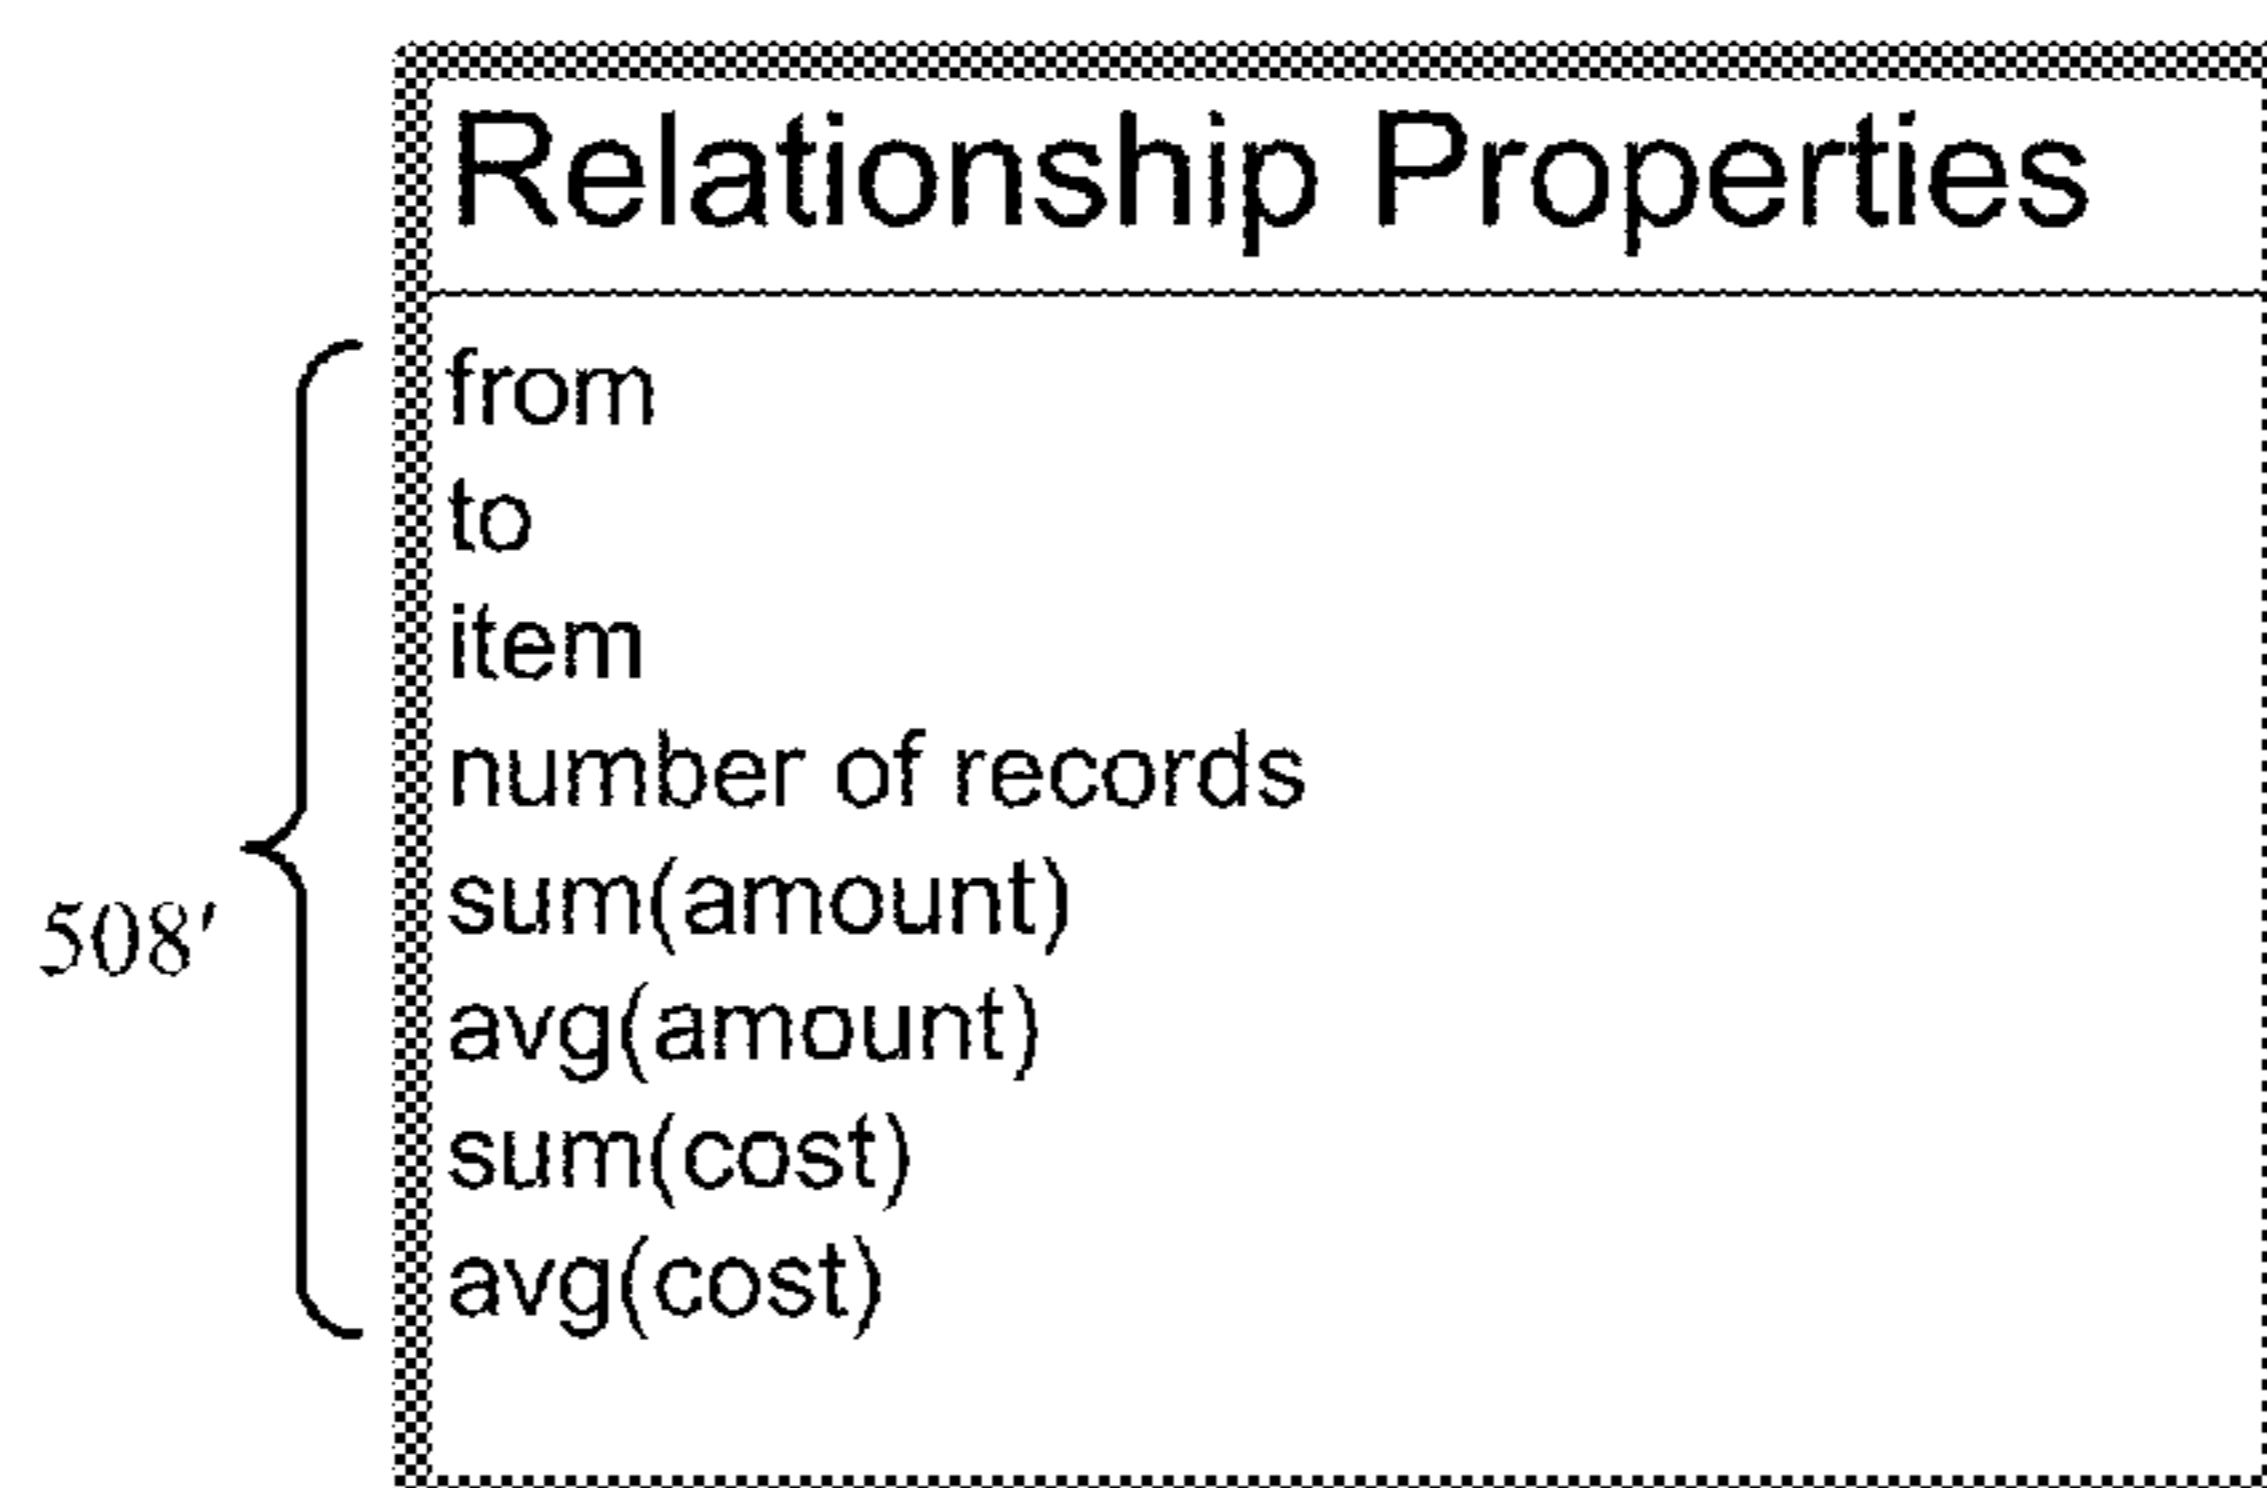 Relationship Properties
from
to
item
number of records
sum(amount)
avg(amount)
sum(cost)
avg(cost)
508′